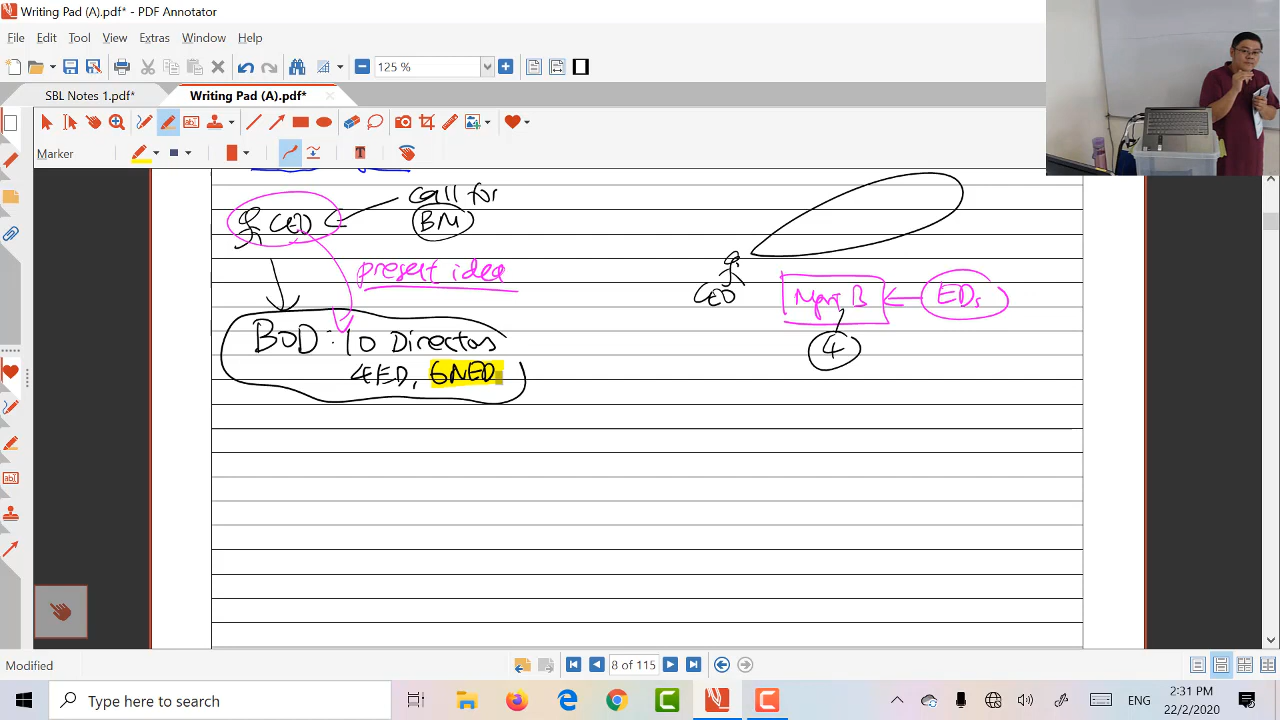 Writing Pad (A).pdf* - PDF Annotator
File Edit Tool View Extras Window Help
125 %
SBL Notes 1.pdf*
Writing Pad (A).pdf*
Marker
call for
CEO
BM
present idea
CEO
EDs
BOD : 10 Directors
4
4ED, 6NED
8 of 115
Modified
Type here to search
ENG
2:31 PM
22/2/2020